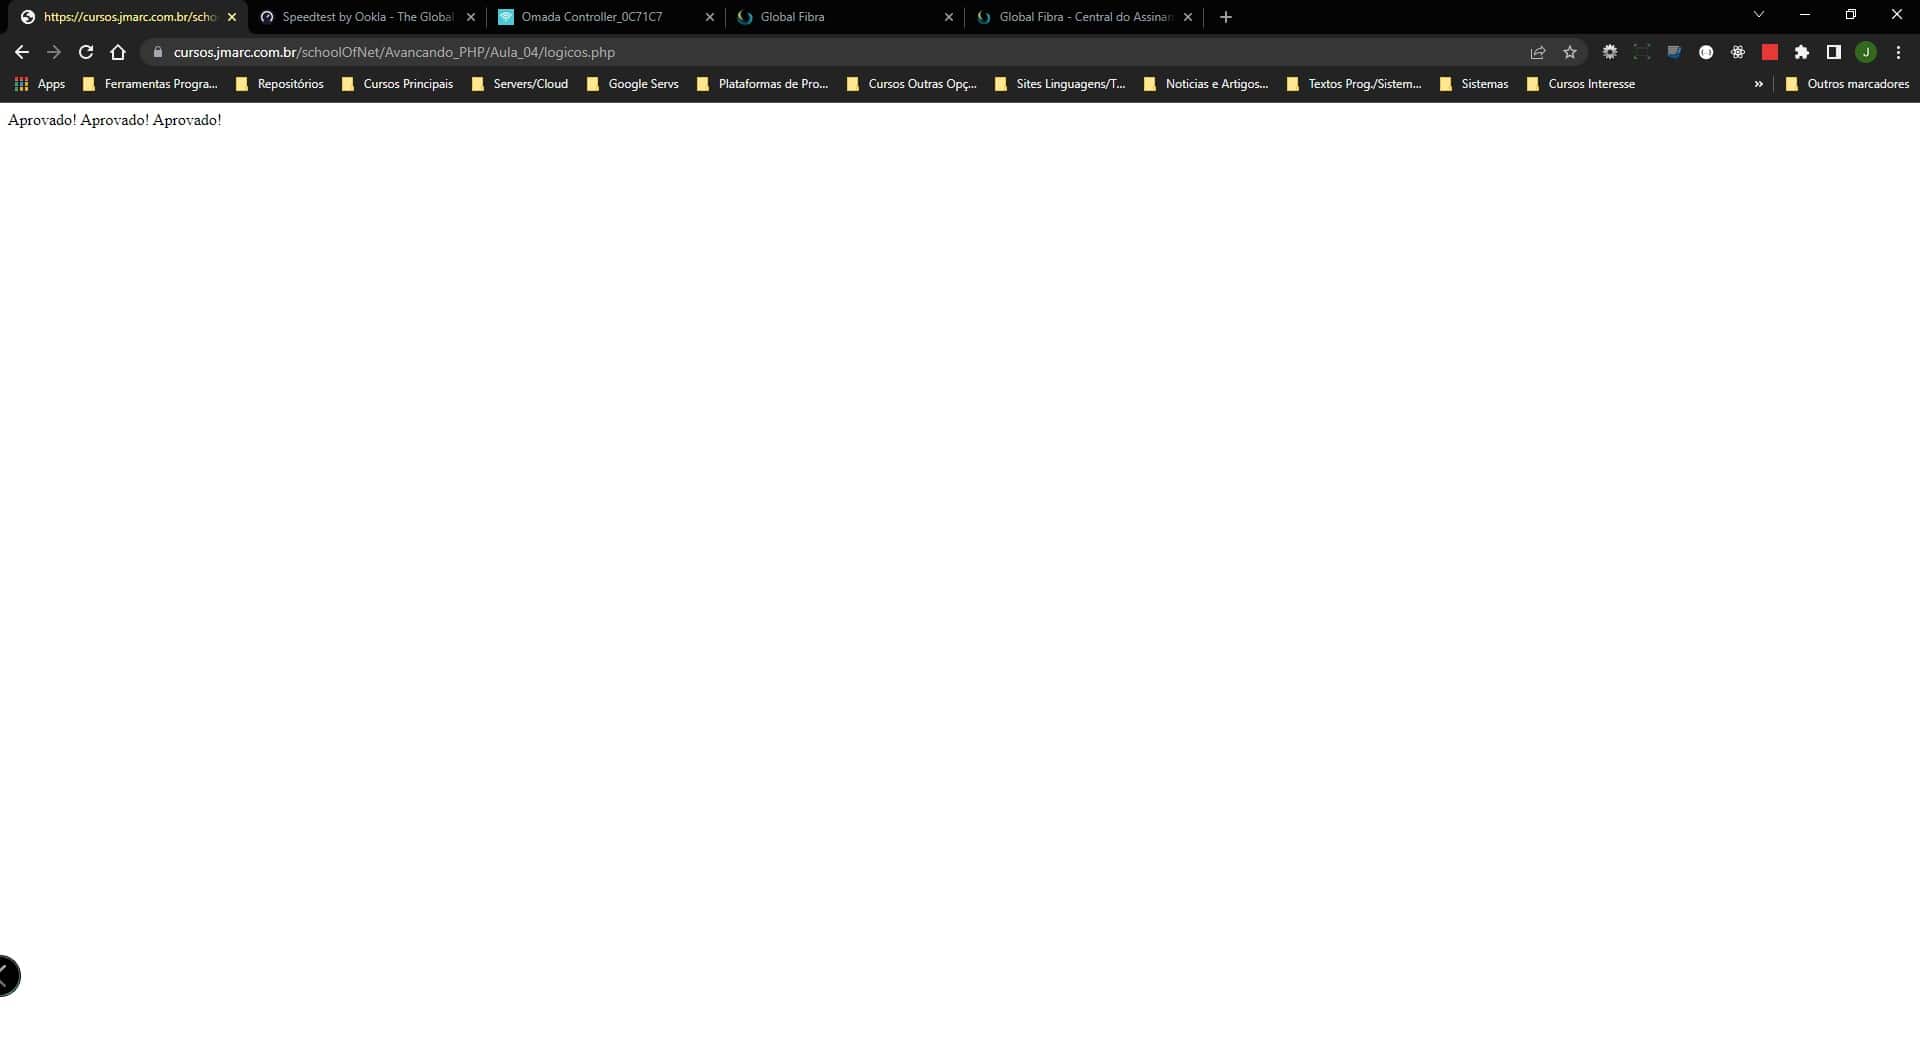 https://cursos.jmarc.com.br/scho
Speedtest by Ookla - The Global
Omada Controller_0C71C7
Global Fibra
Global Fibra - Central do Assinan
cursos.jmarc.com.br/schoolOfNet/Avancando_PHP/Aula_04/logicos.php
J
Apps
Ferramentas Progra...
Repositórios
Cursos Principais
Servers/Cloud
Google Servs
Plataformas de Pro...
Cursos Outras Opç...
Sites Linguagens/T...
Noticias e Artigos...
Textos Prog./Sistem...
Sistemas
Cursos Interesse
»
Outros marcadores
Aprovado! Aprovado! Aprovado!